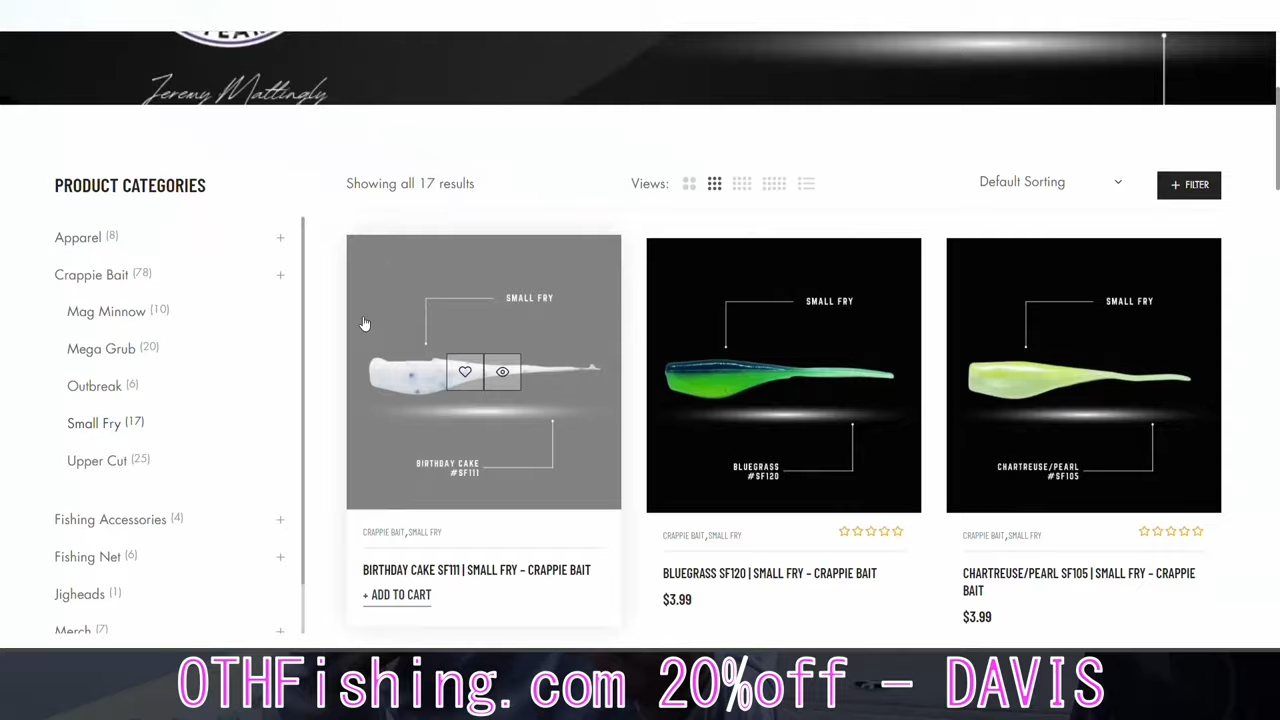 TEAM
Jeremy Mattingly
PRODUCT CATEGORIES
Showing all 17 results
Views:
Default Sorting
+ FILTER
Apparel (8) +
Crappie Bait (78) +
Mag Minnow (10)
Mega Grub (20)
Outbreak (6)
Small Fry (17)
Upper Cut (25)
Fishing Accessories (4) +
Fishing Net (6) +
Jigheads (1)
Merch (7) +
SMALL FRY
BIRTHDAY CAKE
#SF111
CRAPPIE BAIT, SMALL FRY
BIRTHDAY CAKE SF111 | SMALL FRY – CRAPPIE BAIT
+ ADD TO CART
SMALL FRY
BLUEGRASS
#SF120
CRAPPIE BAIT, SMALL FRY
BLUEGRASS SF120 | SMALL FRY – CRAPPIE BAIT
$3.99
SMALL FRY
CHARTREUSE/PEARL
#SF105
CRAPPIE BAIT, SMALL FRY
CHARTREUSE/PEARL SF105 | SMALL FRY – CRAPPIE
BAIT
$3.99
OTHFishing.com 20%off - DAVIS